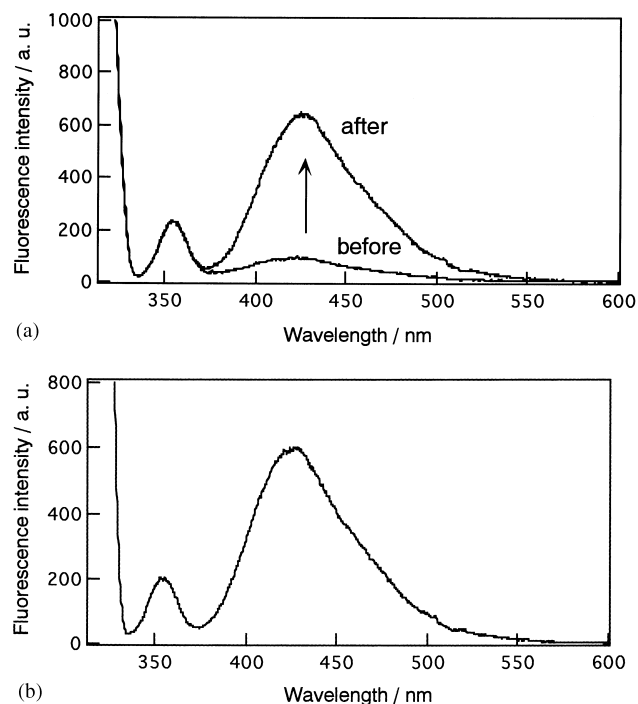 1000
800
600
400
200
0
Fluorescence intensity / a. u.
after
before
350 400 450 500 550 600
Wavelength / nm
(a)
800
600
400
200
0
Fluorescence intensity / a. u.
350 400 450 500 550 600
Wavelength / nm
(b)